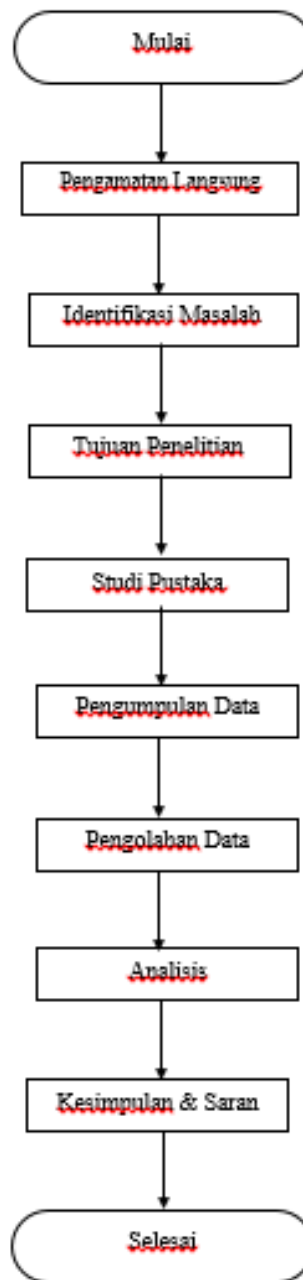 Mulai
Pengamatan Langsung
Identifikasi Masalah
Tujuan Penelitian
Studi Pustaka
Pengumpulan Data
Pengolahan Data
Analisis
Kesimpulan & Saran
Selesai